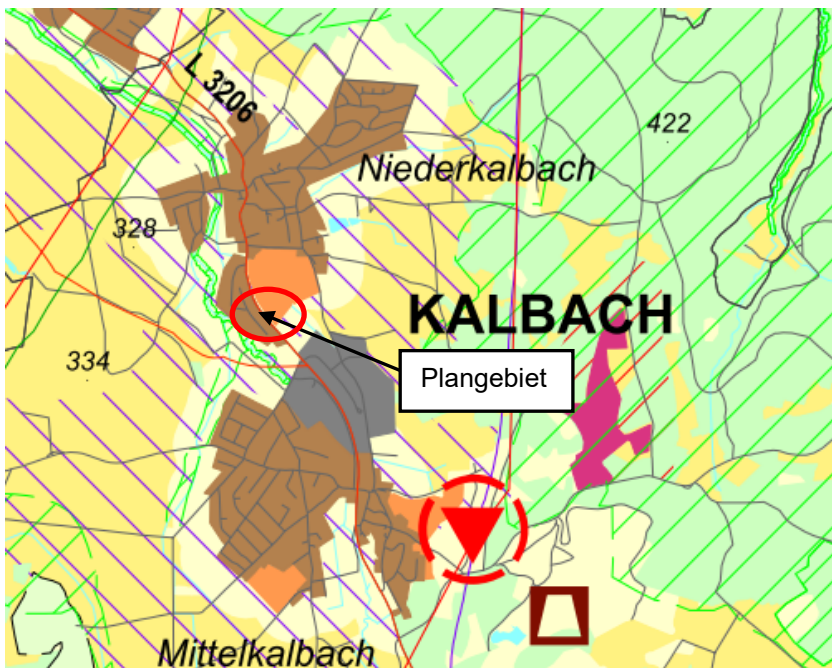 L 3206
422
Niederkalbach
328
KALBACH
334
Plangebiet
Mittelkalbach